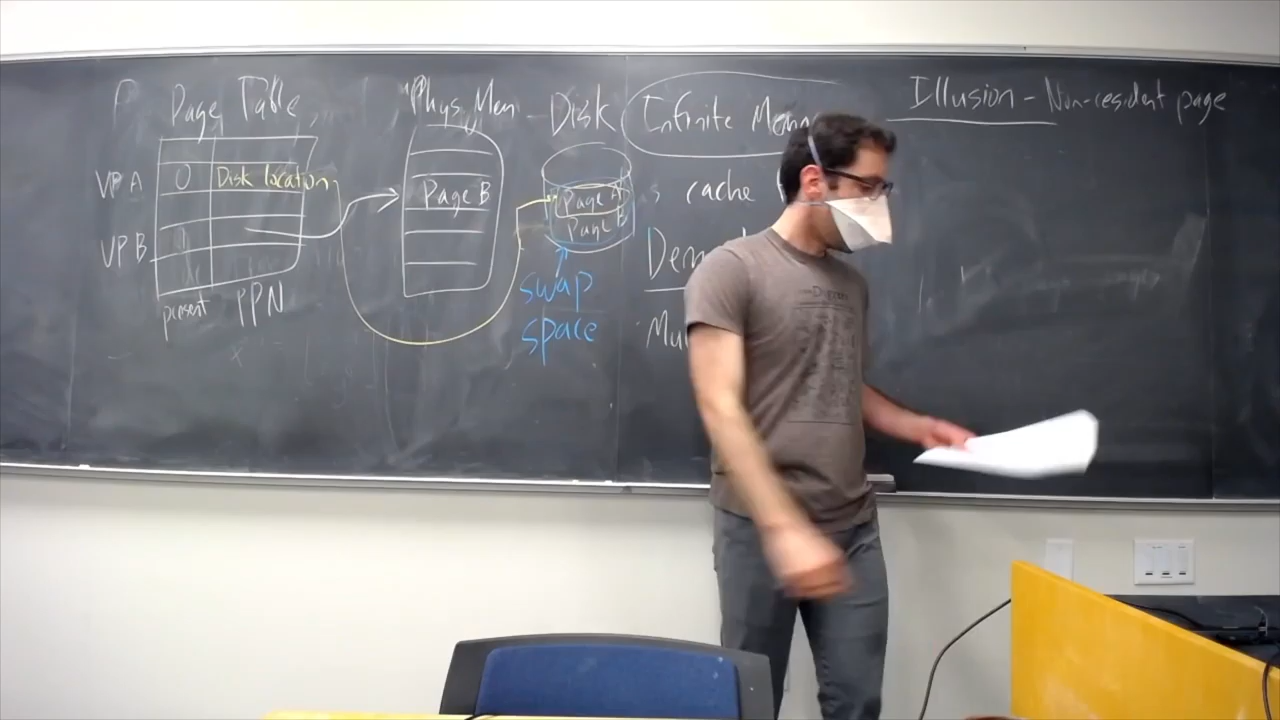 Page Table
VP A
0
Disk location
VP B
present
PPN
Phys. Mem
Page B
Disk
Page A
Page B
swap
space
Infinite Mem
cache
Illusion - Non-resident page